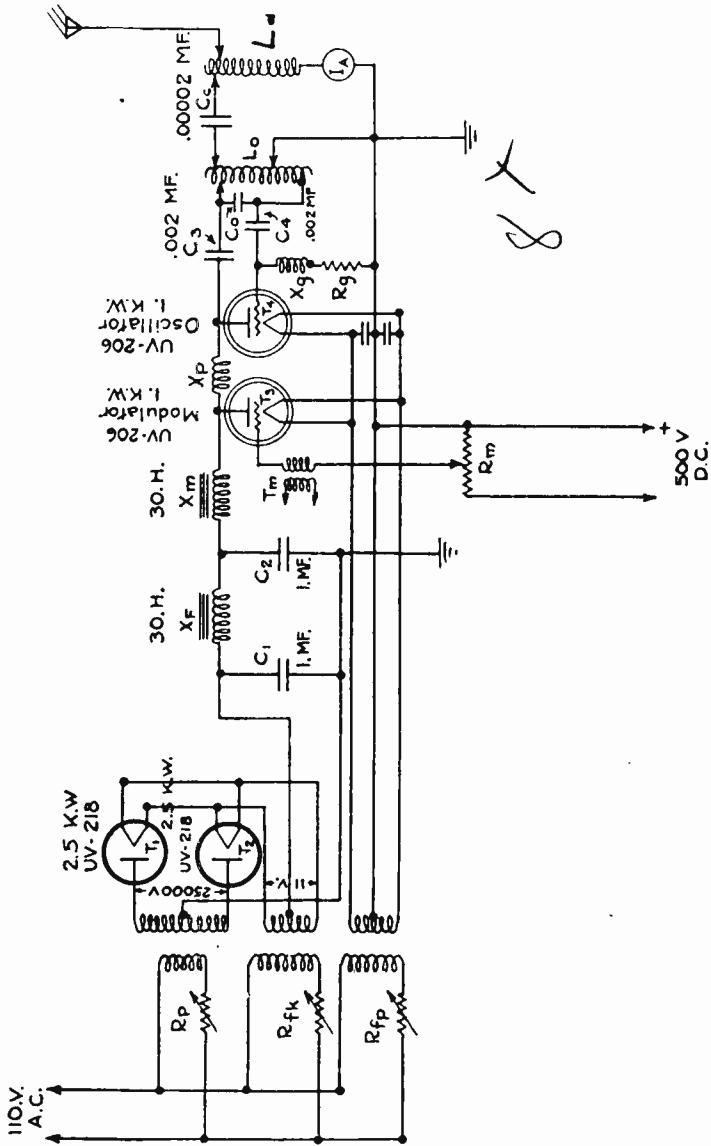 110.V.
A.C.
Rp
Rfk
Rfp
2.5 K.W
UV-218
T1
2.5 K.W.
UV-218
T2
25000V
11 V.
30.H.
XF
C1
1.MF.
C2
1.MF.
30.H.
Xm
UV-206
Modulator
1. K.W.
T3
Tm
Xp
UV-206
Oscillator
1. K.W.
T4
Xg
Rg
Rm
+
500 V
D.C.
.002 MF.
C3
Co
C4
.002 MF
Lo
.00002 MF.
Cc
IA